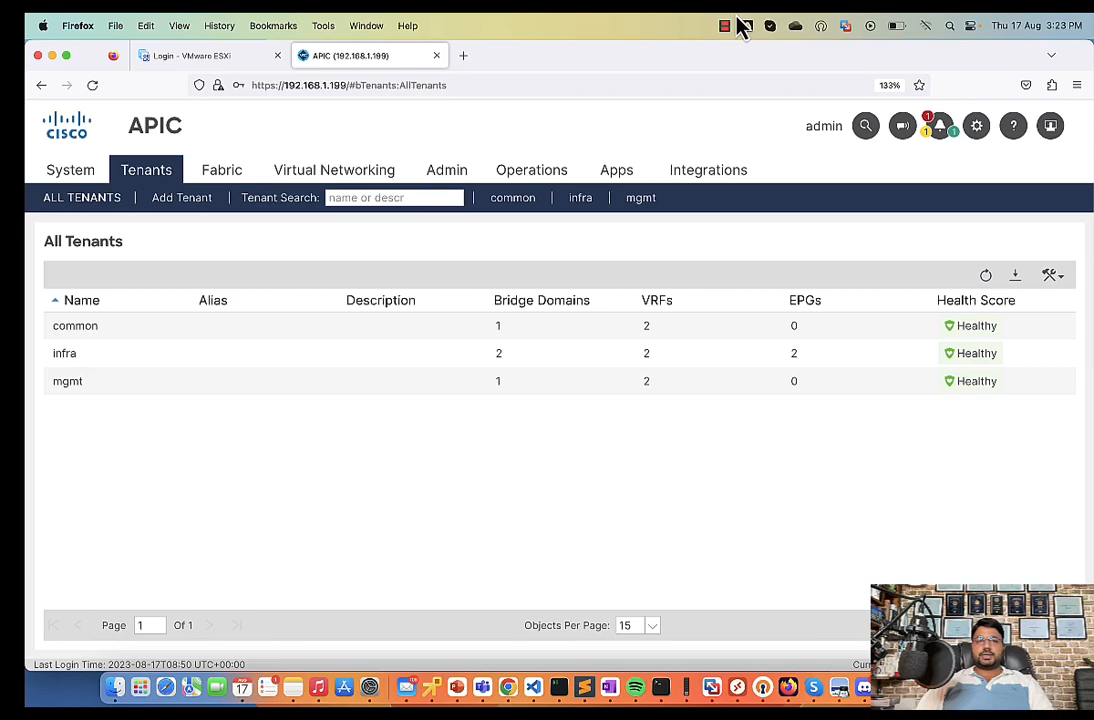 Firefox File Edit View History Bookmarks Tools Window Help Thu 17 Aug 3:23 PM
Login - VMware ESXi APIC (192.168.1.199)
https://192.168.1.199/#bTenants:AllTenants 133%
CISCO APIC admin 1 1 1
System Tenants Fabric Virtual Networking Admin Operations Apps Integrations
ALL TENANTS Add Tenant Tenant Search: name or descr common infra mgmt
All Tenants
Name Alias Description Bridge Domains VRFs EPGs Health Score
common 1 2 0 Healthy
infra 2 2 2 Healthy
mgmt 1 2 0 Healthy
Page 1 Of 1 Objects Per Page: 15
Last Login Time: 2023-08-17T08:50 UTC+00:00
17